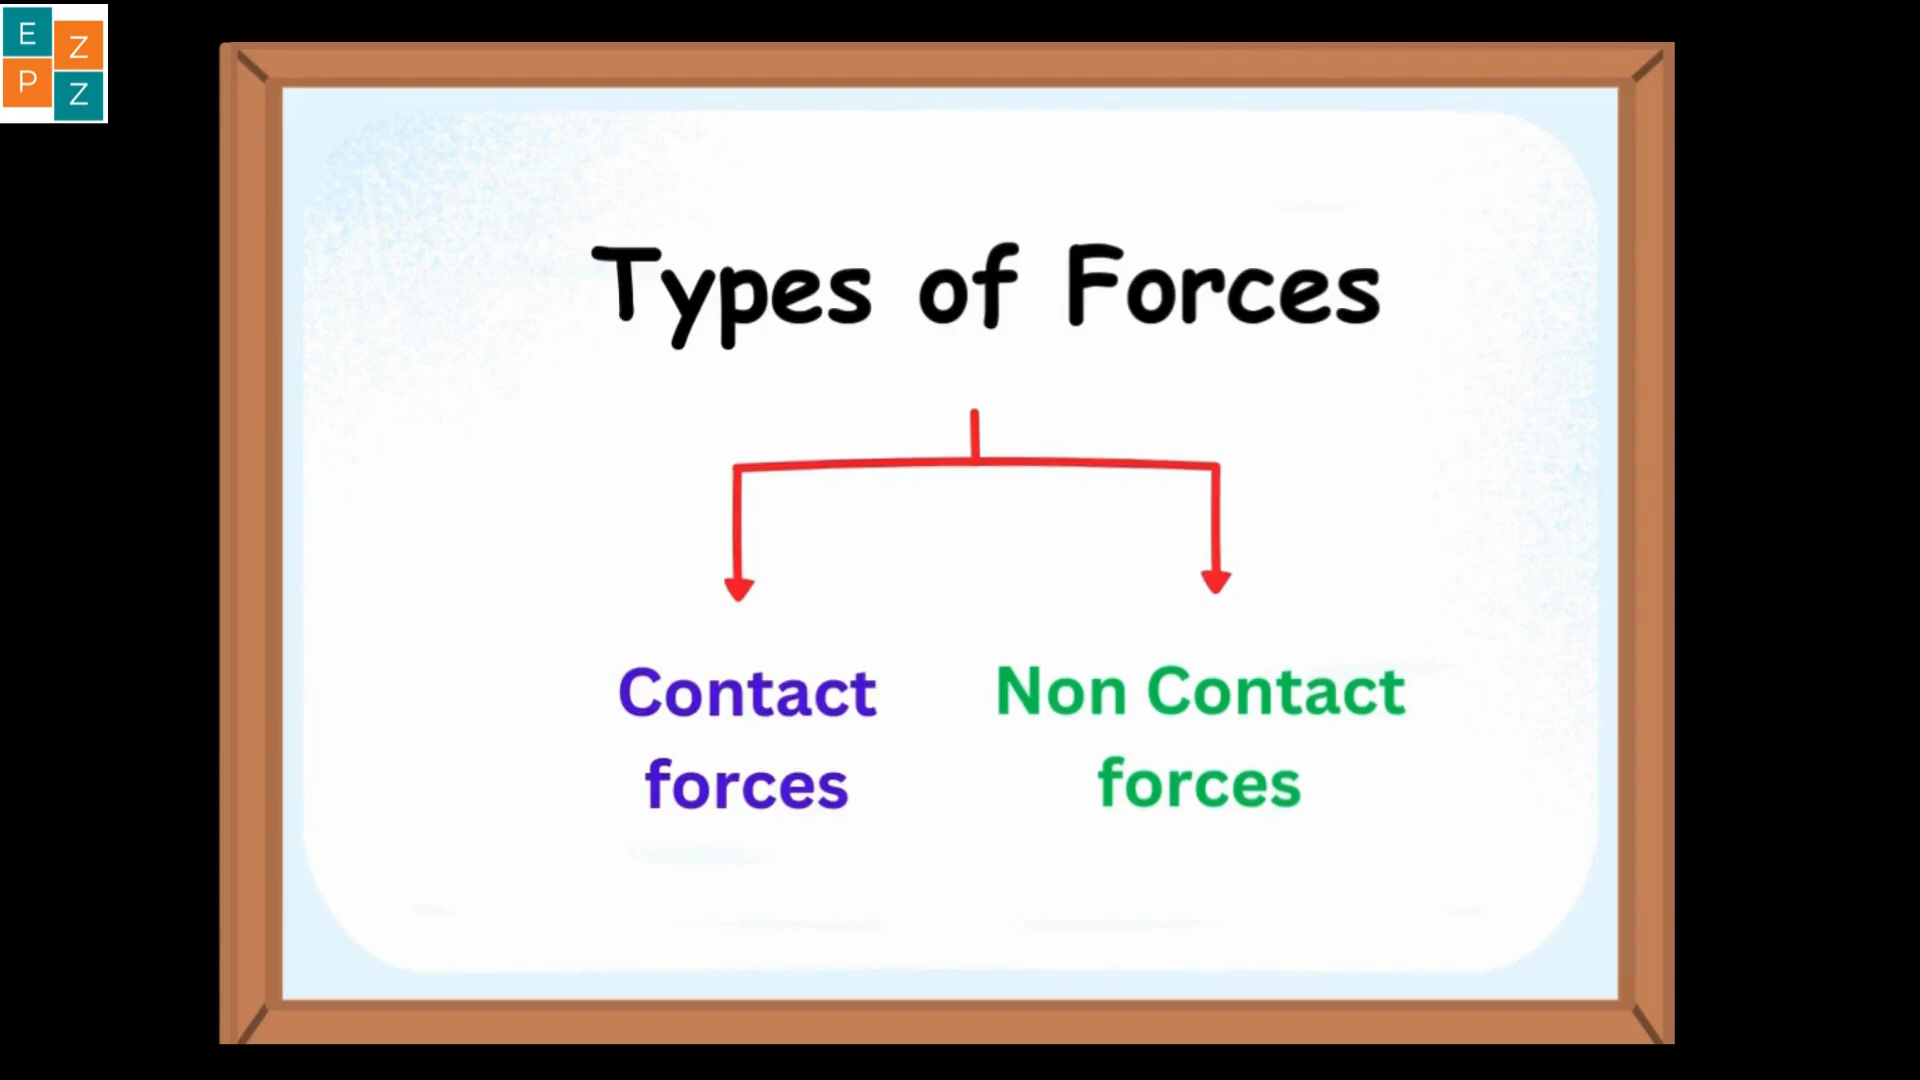 E Z
P Z
Types of Forces
Contact
forces
Non Contact
forces